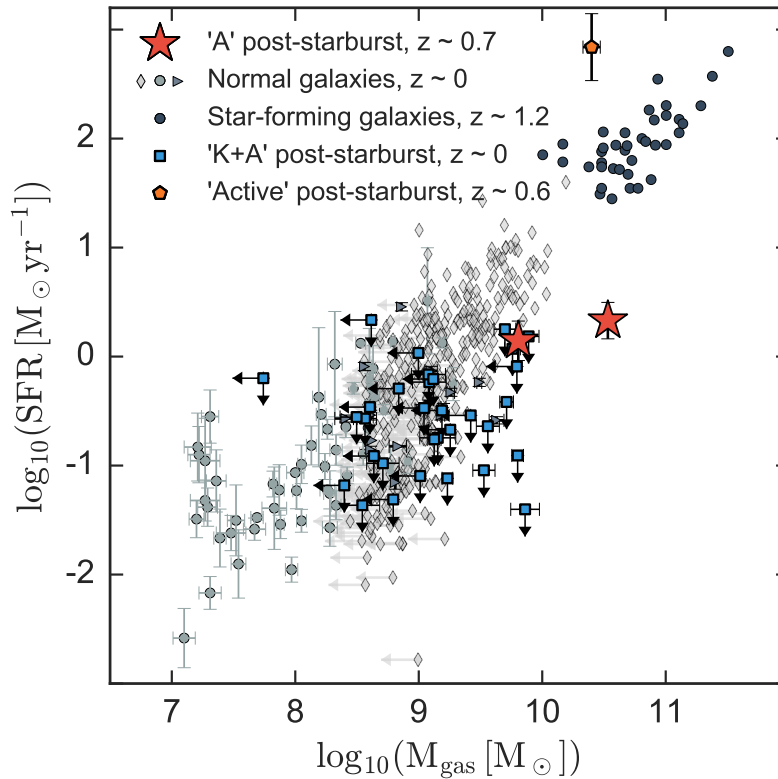 'A' post-starburst, z ~ 0.7
Normal galaxies, z ~ 0
Star-forming galaxies, z ~ 1.2
'K+A' post-starburst, z ~ 0
'Active' post-starburst, z ~ 0.6
log₁₀(SFR [M⊙yr⁻¹])
2
1
0
-1
-2
7
8
9
10
11
log₁₀(M_gas [M⊙])